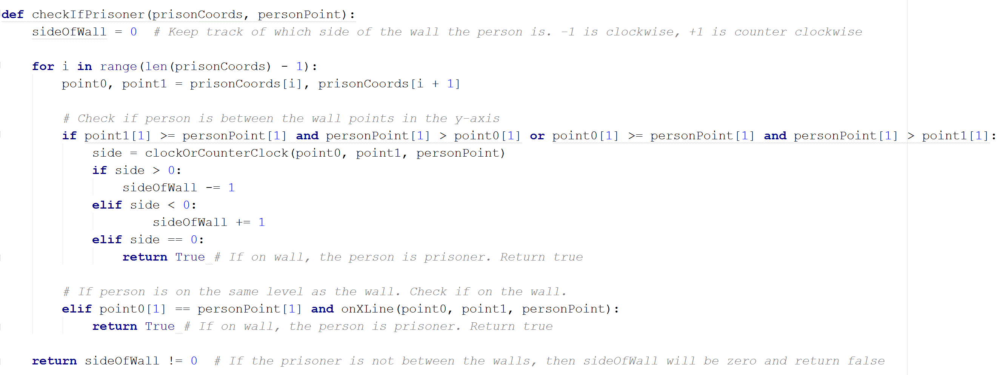 def checkIfPrisoner(prisonCoords, personPoint):
    sideOfWall = 0  # Keep track of which side of the wall the person is. -1 is clockwise, +1 is counter clockwise

    for i in range(len(prisonCoords) - 1):
        point0, point1 = prisonCoords[i], prisonCoords[i + 1]

        # Check if person is between the wall points in the y-axis
        if point1[1] >= personPoint[1] and personPoint[1] > point0[1] or point0[1] >= personPoint[1] and personPoint[1] > point1[1]:
            side = clockOrCounterClock(point0, point1, personPoint)
            if side > 0:
                sideOfWall -= 1
            elif side < 0:
                    sideOfWall += 1
            elif side == 0:
                return True # If on wall, the person is prisoner. Return true

        # If person is on the same level as the wall. Check if on the wall.
        elif point0[1] == personPoint[1] and onXLine(point0, point1, personPoint):
            return True # If on wall, the person is prisoner. Return true

    return sideOfWall != 0  # If the prisoner is not between the walls, then sideOfWall will be zero and return false